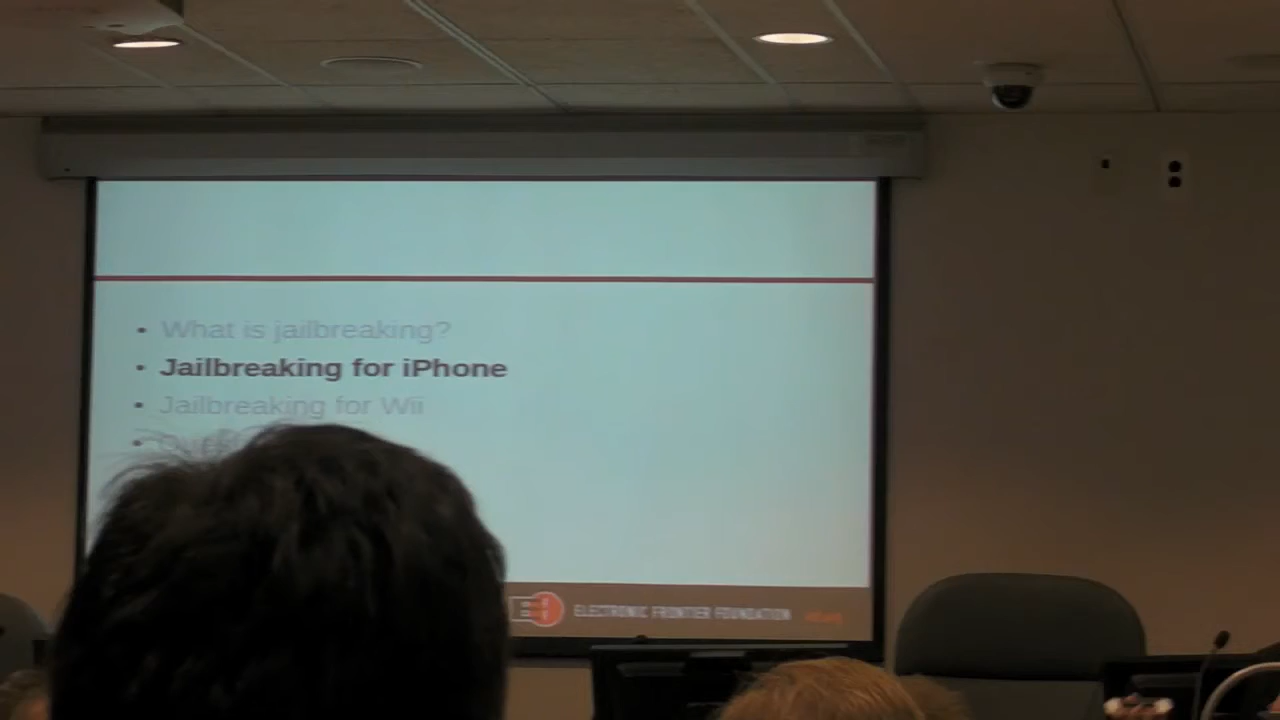 • What is jailbreaking?
• Jailbreaking for iPhone
• Jailbreaking for Wii
•
ELECTRONIC FRONTIER FOUNDATION